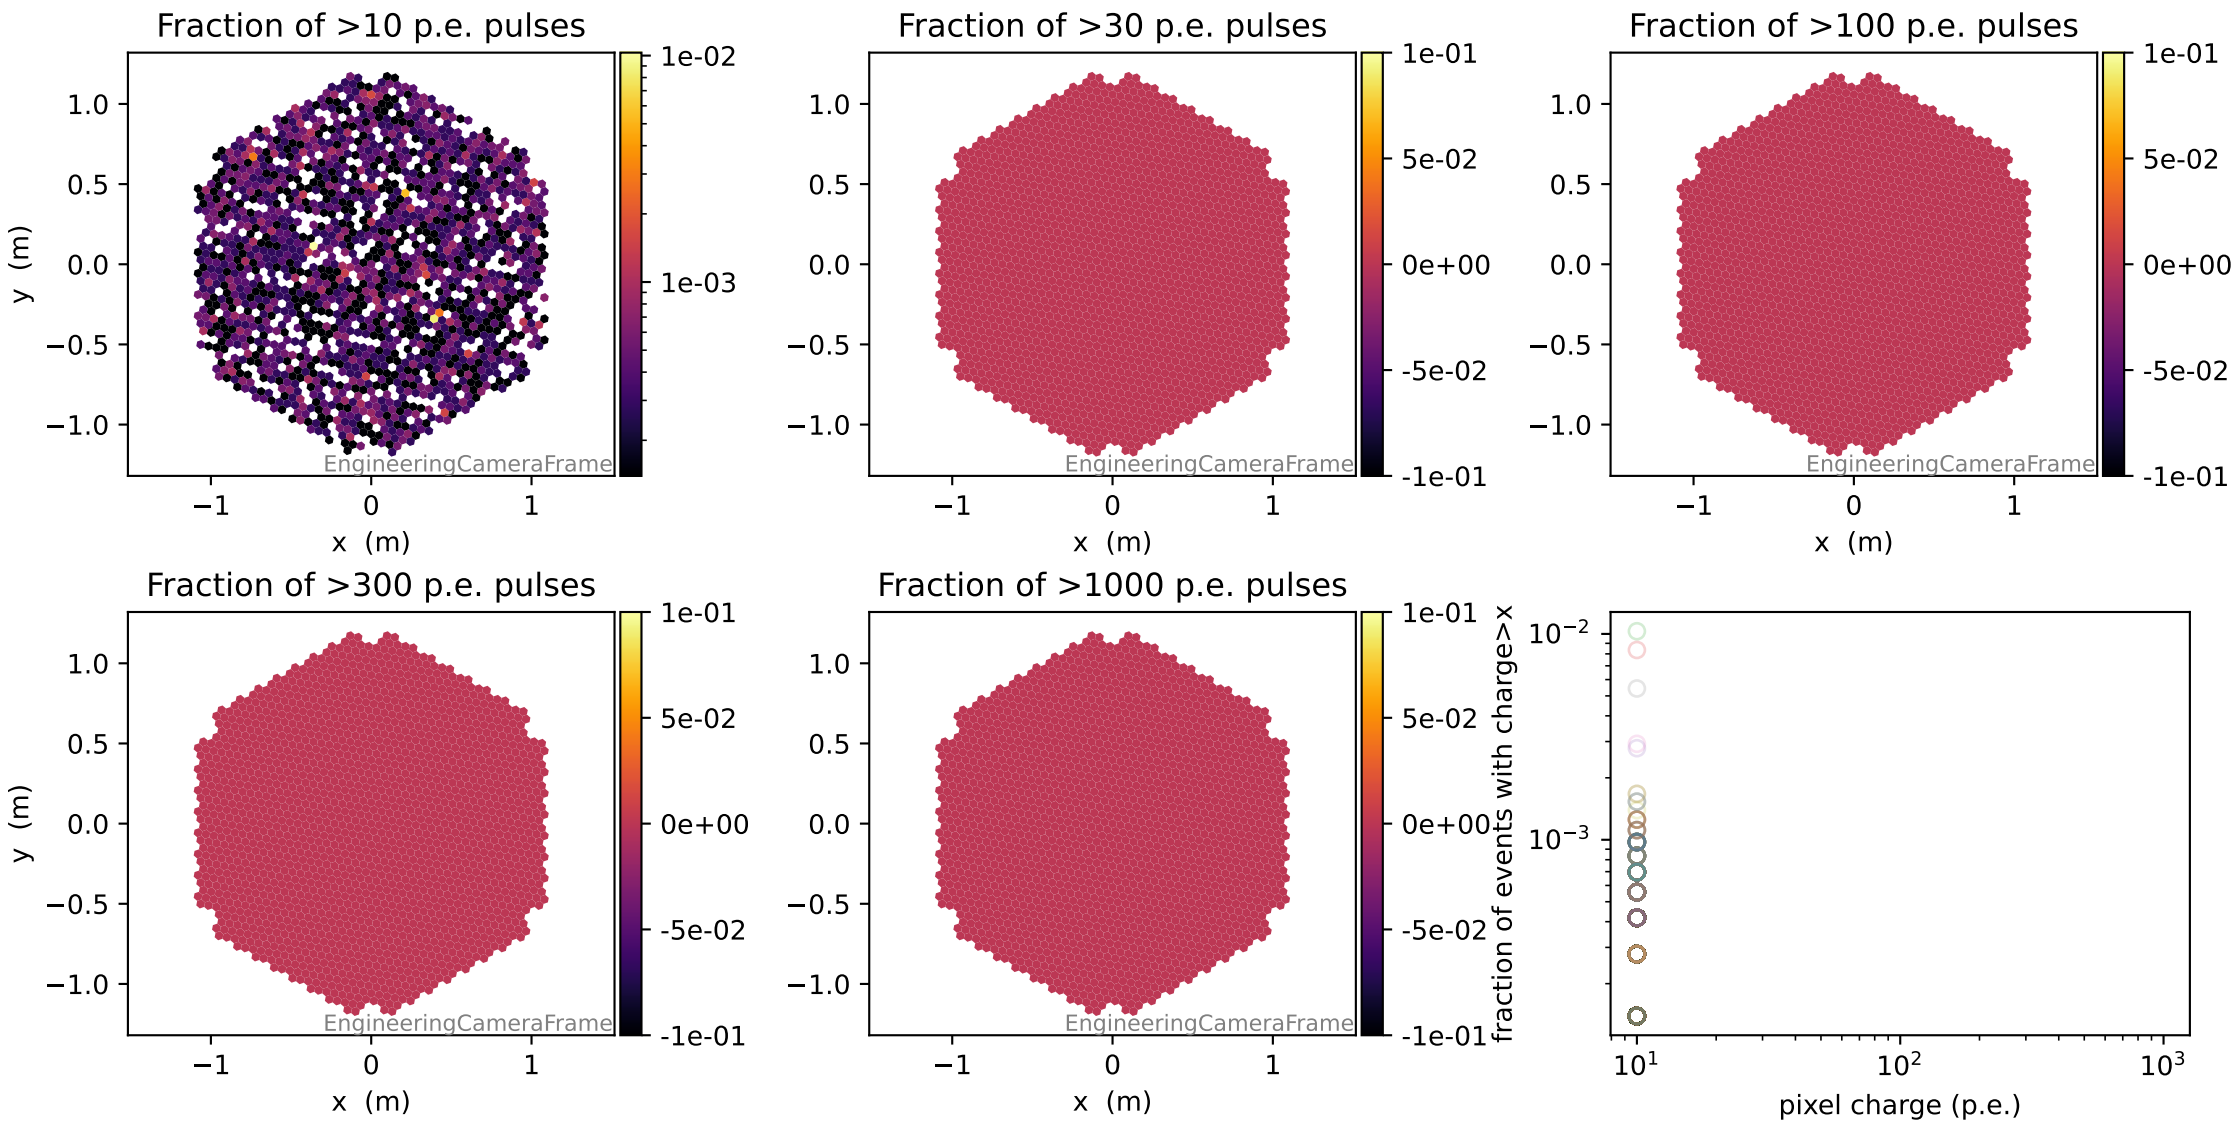 Fraction of >10 p.e. pulses
1e-02
1e-03
1.0
0.5
0.0
−0.5
−1.0
y (m)
−1
0
1
x (m)
EngineeringCameraFrame
Fraction of >30 p.e. pulses
1e-01
5e-02
0e+00
-5e-02
-1e-01
1.0
0.5
0.0
−0.5
−1.0
−1
0
1
x (m)
EngineeringCameraFrame
Fraction of >100 p.e. pulses
1e-01
5e-02
0e+00
-5e-02
-1e-01
1.0
0.5
0.0
−0.5
−1.0
−1
0
1
x (m)
EngineeringCameraFrame
Fraction of >300 p.e. pulses
1e-01
5e-02
0e+00
-5e-02
-1e-01
1.0
0.5
0.0
−0.5
−1.0
y (m)
−1
0
1
x (m)
EngineeringCameraFrame
Fraction of >1000 p.e. pulses
1e-01
5e-02
0e+00
-5e-02
-1e-01
1.0
0.5
0.0
−0.5
−1.0
−1
0
1
x (m)
EngineeringCameraFrame
fraction of events with charge>x
10⁻²
10⁻³
10¹
10²
10³
pixel charge (p.e.)